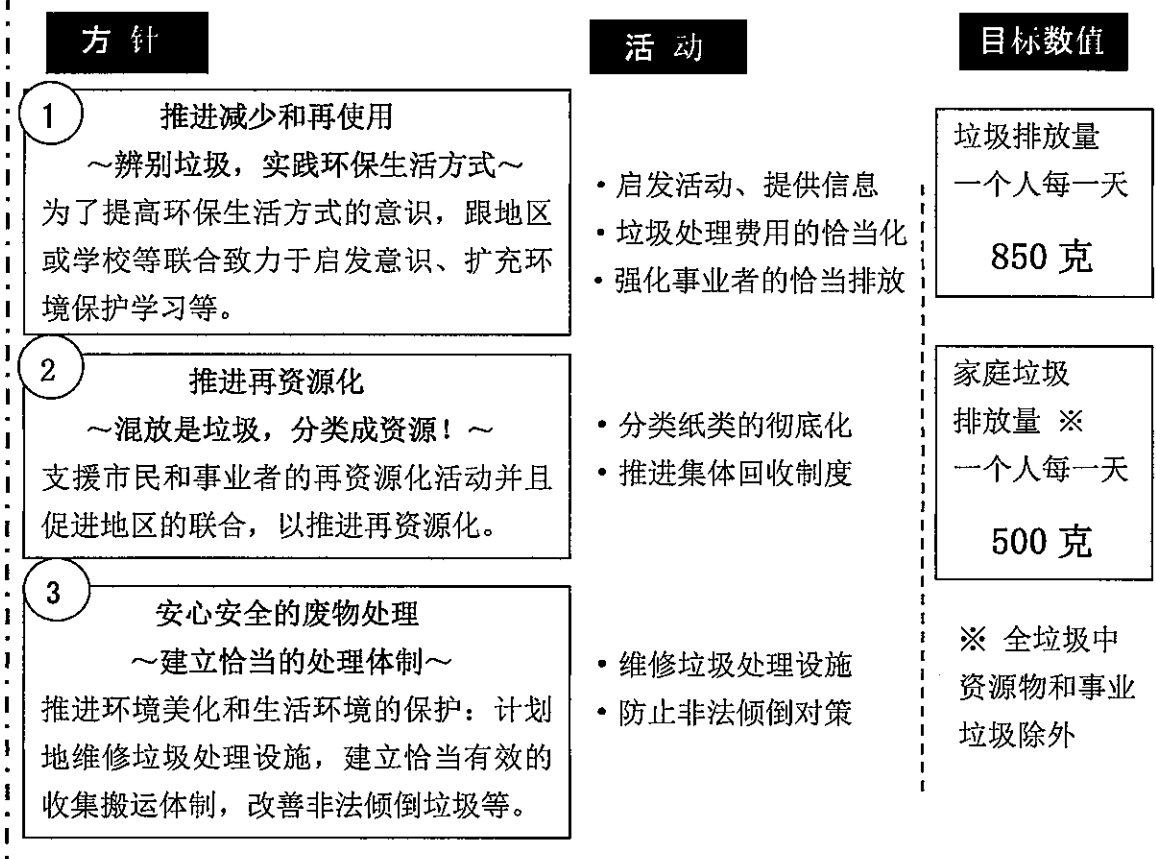 方 针
活 动
目标数值
1
推进减少和再使用
～辨别垃圾，实践环保生活方式～
为了提高环保生活方式的意识，跟地区
或学校等联合致力于启发意识、扩充环
境保护学习等。
・启发活动、提供信息
・垃圾处理费用的恰当化
・强化事业者的恰当排放
垃圾排放量
一个人每一天
850 克
2
推进再资源化
～混放是垃圾，分类成资源！～
支援市民和事业者的再资源化活动并且
促进地区的联合，以推进再资源化。
・分类纸类的彻底化
・推进集体回收制度
家庭垃圾
排放量 ※
一个人每一天
500 克
3
安心安全的废物处理
～建立恰当的处理体制～
推进环境美化和生活环境的保护：计划
地维修垃圾处理设施，建立恰当有效的
收集搬运体制，改善非法倾倒垃圾等。
・维修垃圾处理设施
・防止非法倾倒对策
※ 全垃圾中
资源物和事业
垃圾除外